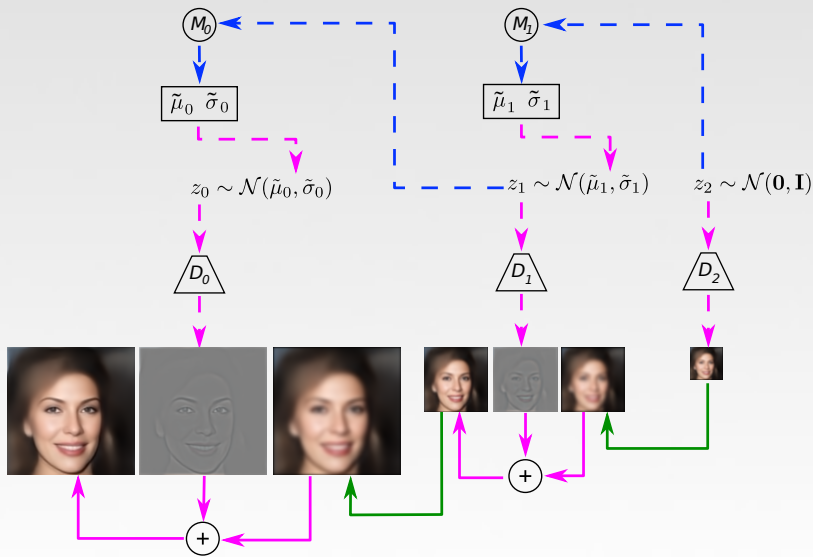 M₀ M₁
μ̃₀ σ̃₀ μ̃₁ σ̃₁
z₀ ∼ 𝒩(μ̃₀, σ̃₀) z₁ ∼ 𝒩(μ̃₁, σ̃₁) z₂ ∼ 𝒩(𝟎, 𝐈)
D₀ D₁ D₂
+
+